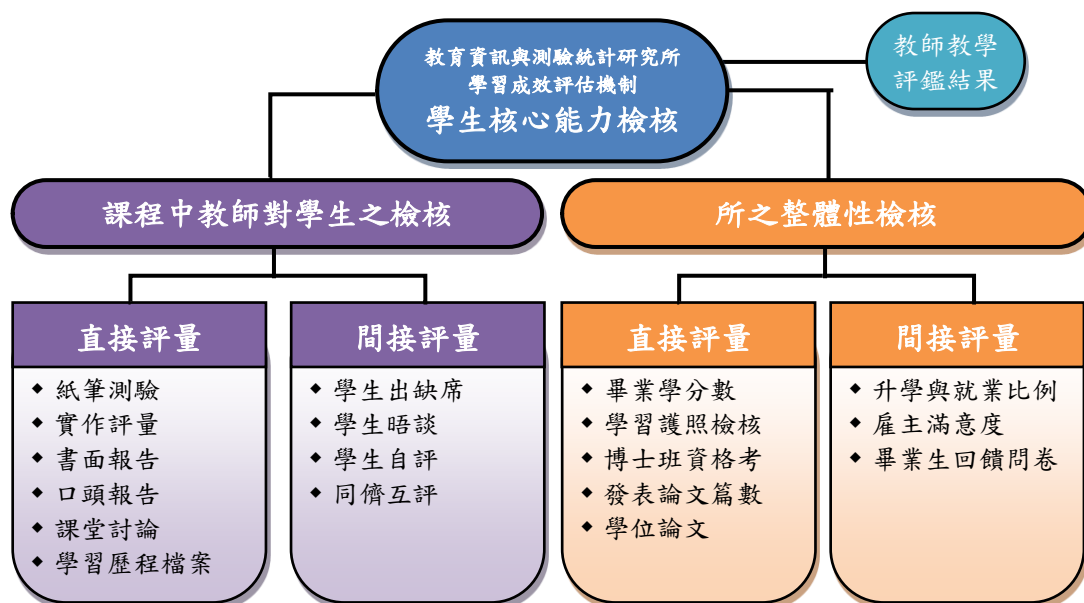 教育資訊與測驗統計研究所
學習成效評估機制
學生核心能力檢核
教師教學
評鑑結果
課程中教師對學生之檢核
所之整體性檢核
直接評量
紙筆測驗
實作評量
書面報告
口頭報告
課堂討論
學習歷程檔案
間接評量
學生出缺席
學生晤談
學生自評
同儕互評
直接評量
畢業學分數
學習護照檢核
博士班資格考
發表論文篇數
學位論文
間接評量
升學與就業比例
雇主滿意度
畢業生回饋問卷